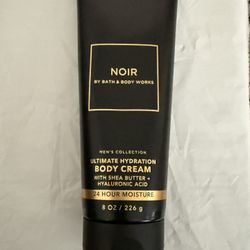 NOIR
BY BATH & BODY WORKS
MEN'S COLLECTION
ULTIMATE HYDRATION
BODY CREAM
WITH SHEA BUTTER +
HYALURONIC ACID
24 HOUR MOISTURE
8 OZ / 226 g